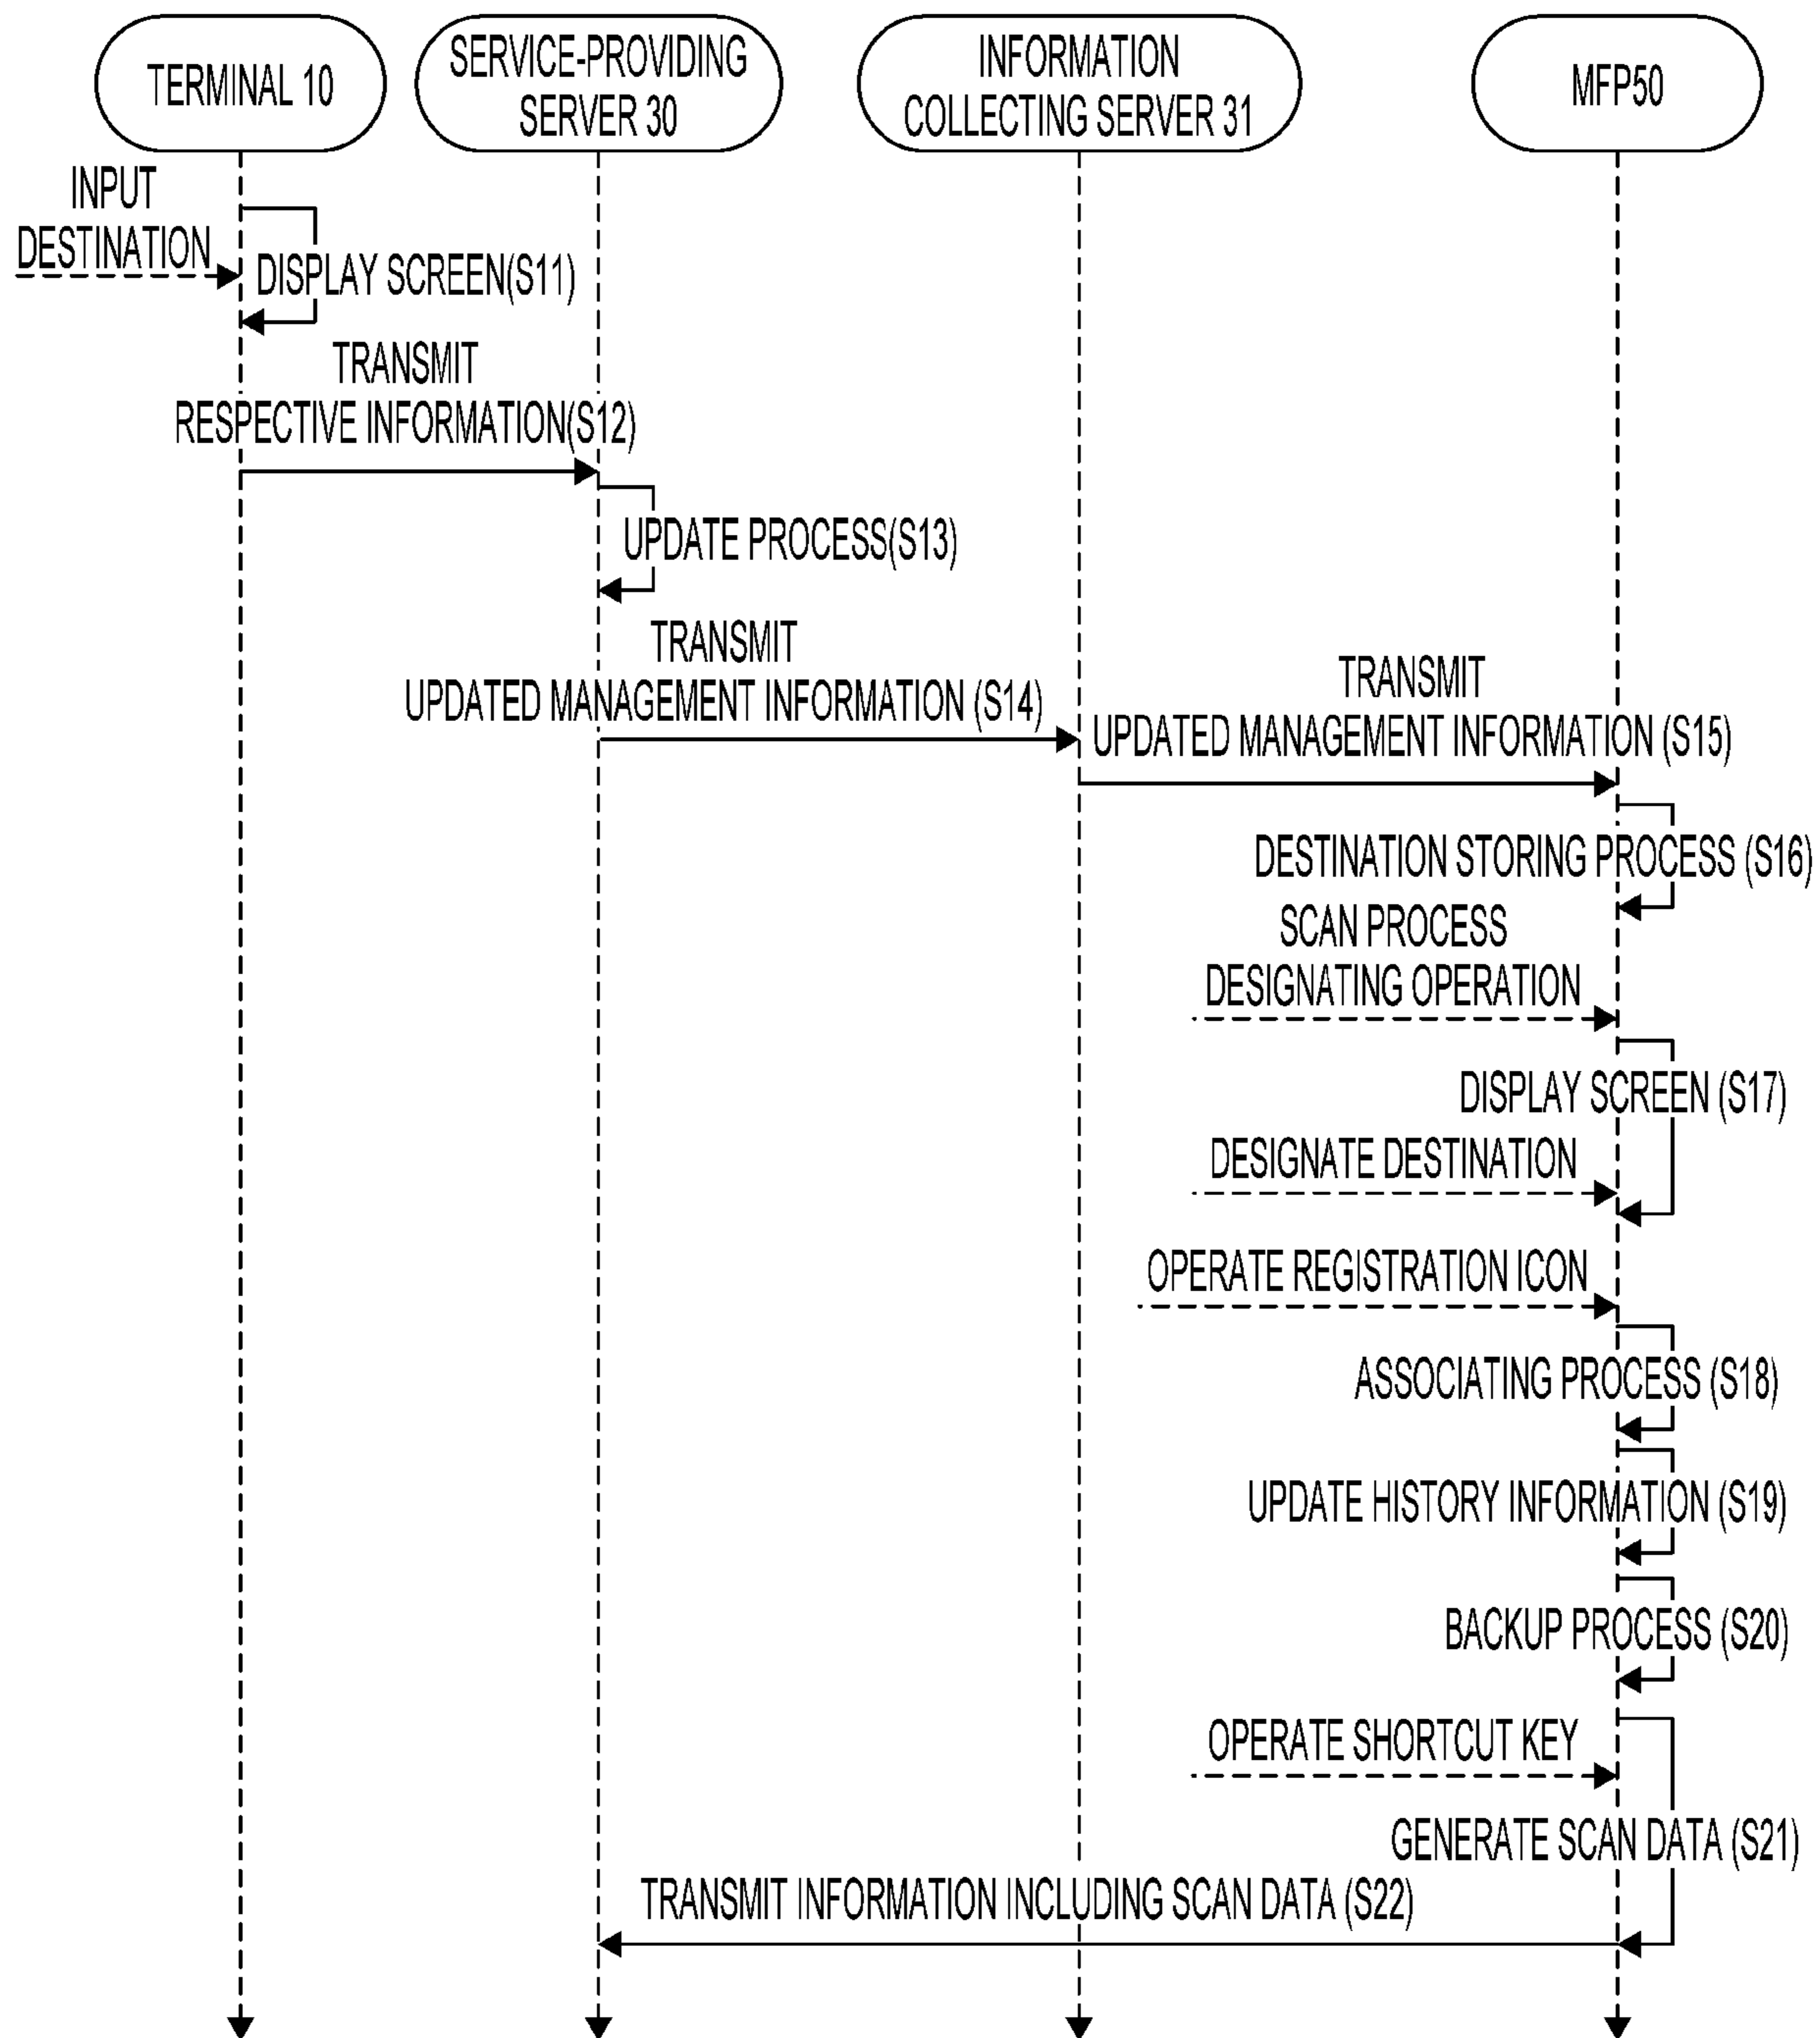 TERMINAL 10
SERVICE-PROVIDING
SERVER 30
INFORMATION
COLLECTING SERVER 31
MFP50
INPUT
DESTINATION
DISPLAY SCREEN(S11)
TRANSMIT
RESPECTIVE INFORMATION(S12)
UPDATE PROCESS(S13)
TRANSMIT
UPDATED MANAGEMENT INFORMATION (S14)
TRANSMIT
UPDATED MANAGEMENT INFORMATION (S15)
DESTINATION STORING PROCESS (S16)
SCAN PROCESS
DESIGNATING OPERATION
DISPLAY SCREEN (S17)
DESIGNATE DESTINATION
OPERATE REGISTRATION ICON
ASSOCIATING PROCESS (S18)
UPDATE HISTORY INFORMATION (S19)
BACKUP PROCESS (S20)
OPERATE SHORTCUT KEY
GENERATE SCAN DATA (S21)
TRANSMIT INFORMATION INCLUDING SCAN DATA (S22)